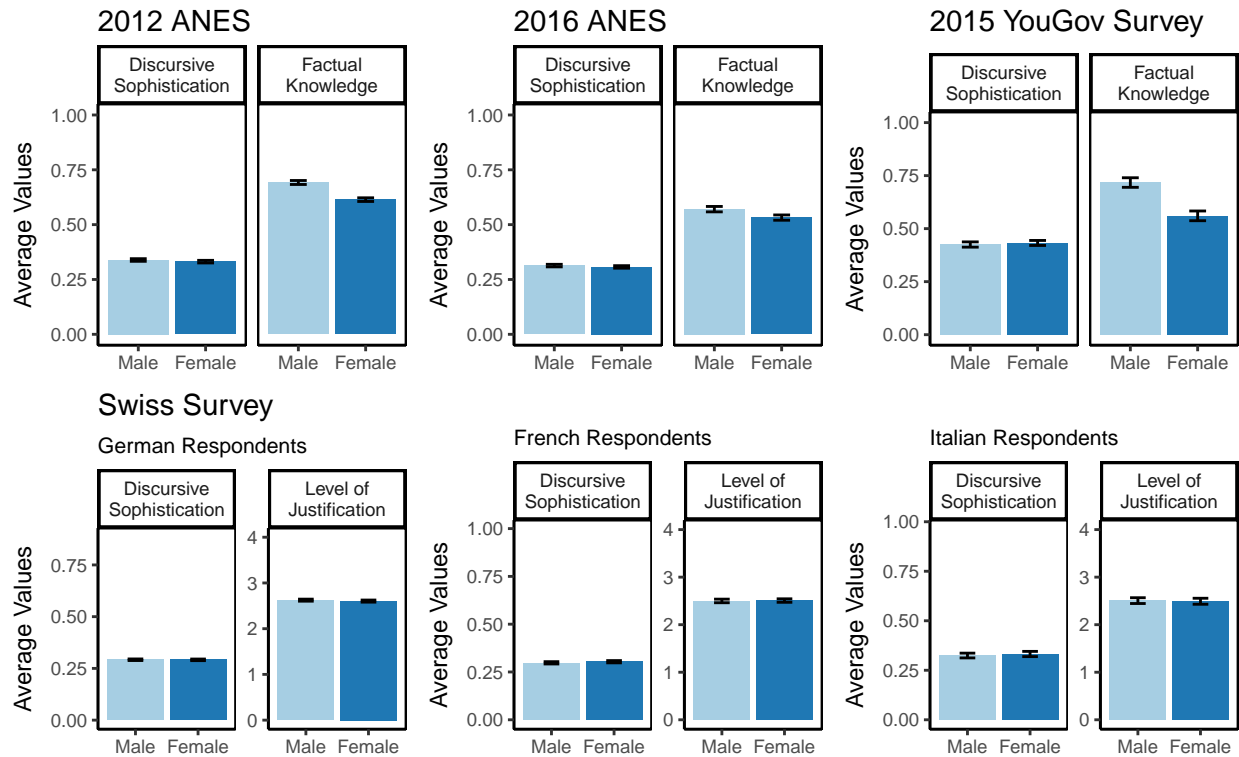 2012 ANES
Discursive
Sophistication
Factual
Knowledge
Average Values
1.00
0.75
0.50
0.25
0.00
Male Female
Male Female
2016 ANES
Discursive
Sophistication
Factual
Knowledge
Average Values
1.00
0.75
0.50
0.25
0.00
Male Female
Male Female
2015 YouGov Survey
Discursive
Sophistication
Factual
Knowledge
Average Values
1.00
0.75
0.50
0.25
0.00
Male Female
Male Female
Swiss Survey
German Respondents
Discursive
Sophistication
Level of
Justification
Average Values
0.75
0.50
0.25
0.00
4
3
2
1
0
Male Female
Male Female
French Respondents
Discursive
Sophistication
Level of
Justification
Average Values
1.00
0.75
0.50
0.25
0.00
4
3
2
1
0
Male Female
Male Female
Italian Respondents
Discursive
Sophistication
Level of
Justification
Average Values
1.00
0.75
0.50
0.25
0.00
4
3
2
1
0
Male Female
Male Female